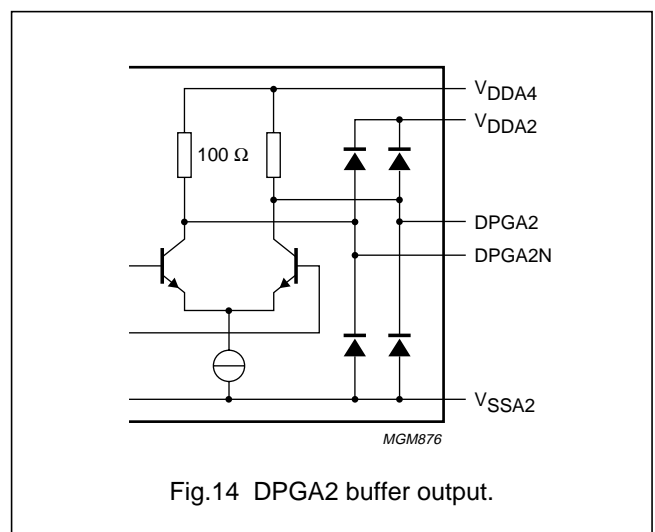 VDDA4
VDDA2
100 Ω
DPGA2
DPGA2N
VSSA2
MGM876
Fig.14 DPGA2 buffer output.